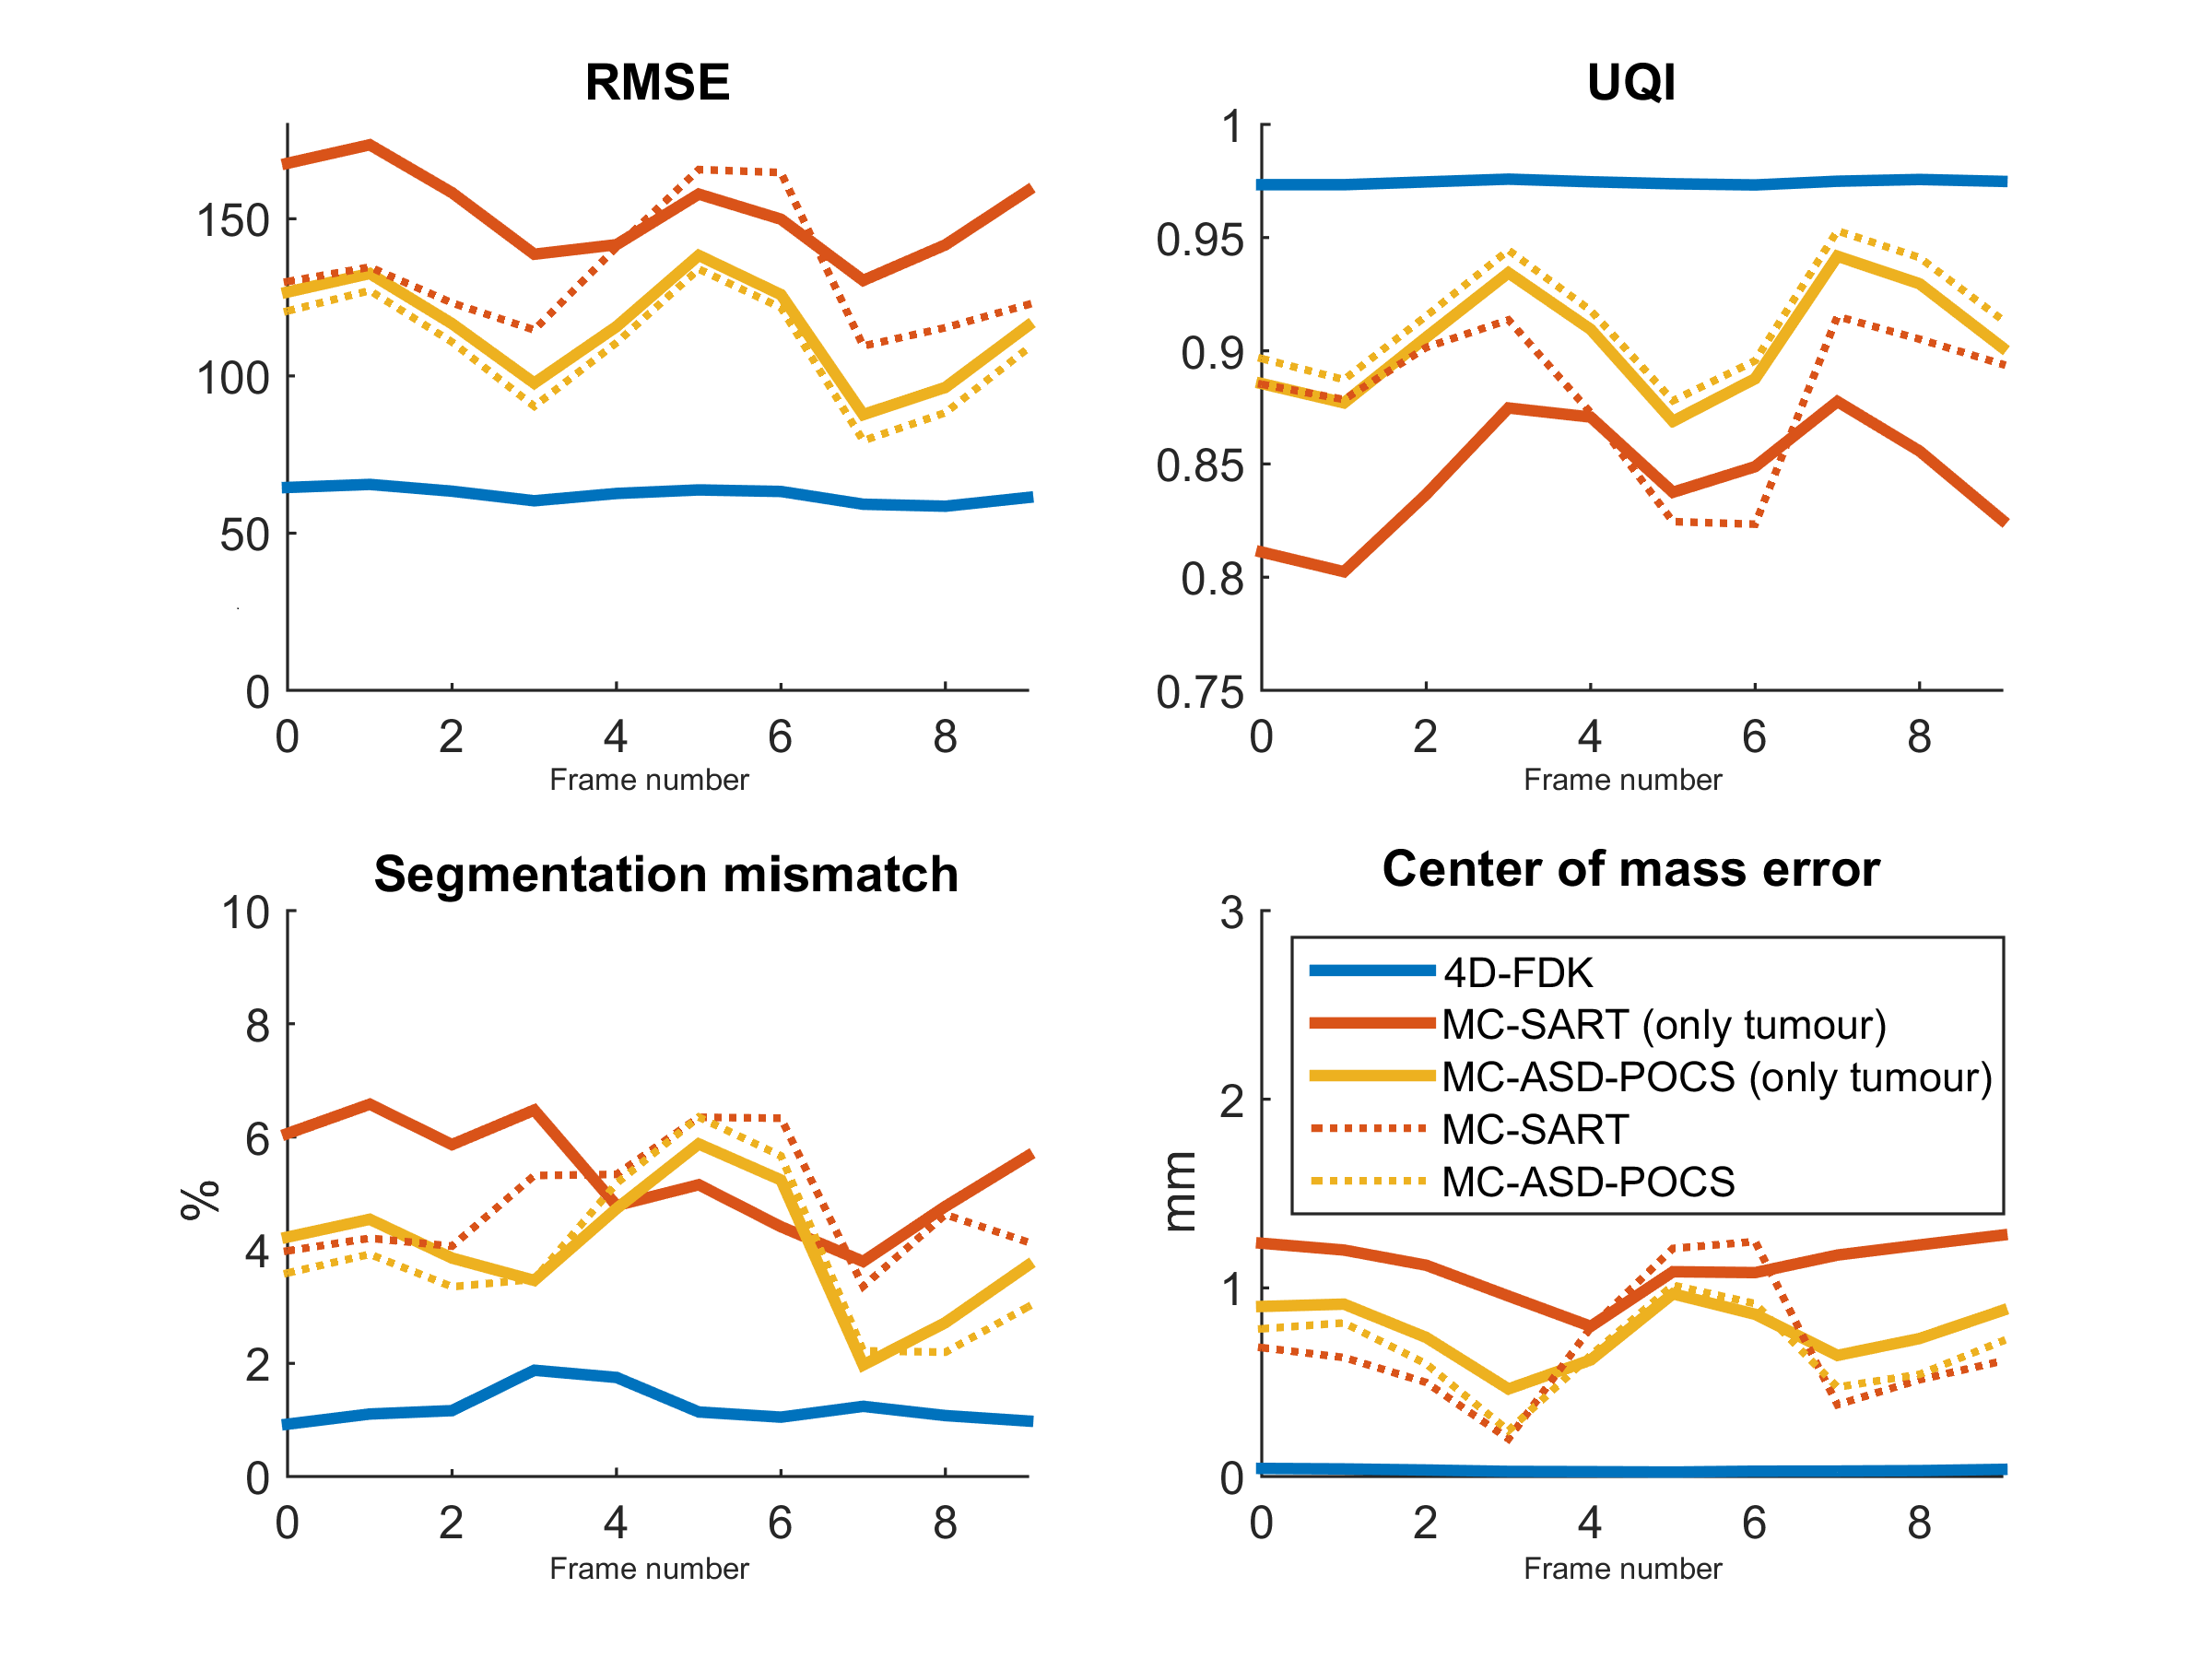 RMSE
150
100
50
0
0 2 4 6 8
Frame number
UQI
1
0.95
0.9
0.85
0.8
0.75
0 2 4 6 8
Frame number
Segmentation mismatch
10
8
6
4
2
0
%
0 2 4 6 8
Frame number
Center of mass error
3
2
1
0
mm
4D-FDK
MC-SART (only tumour)
MC-ASD-POCS (only tumour)
MC-SART
MC-ASD-POCS
0 2 4 6 8
Frame number